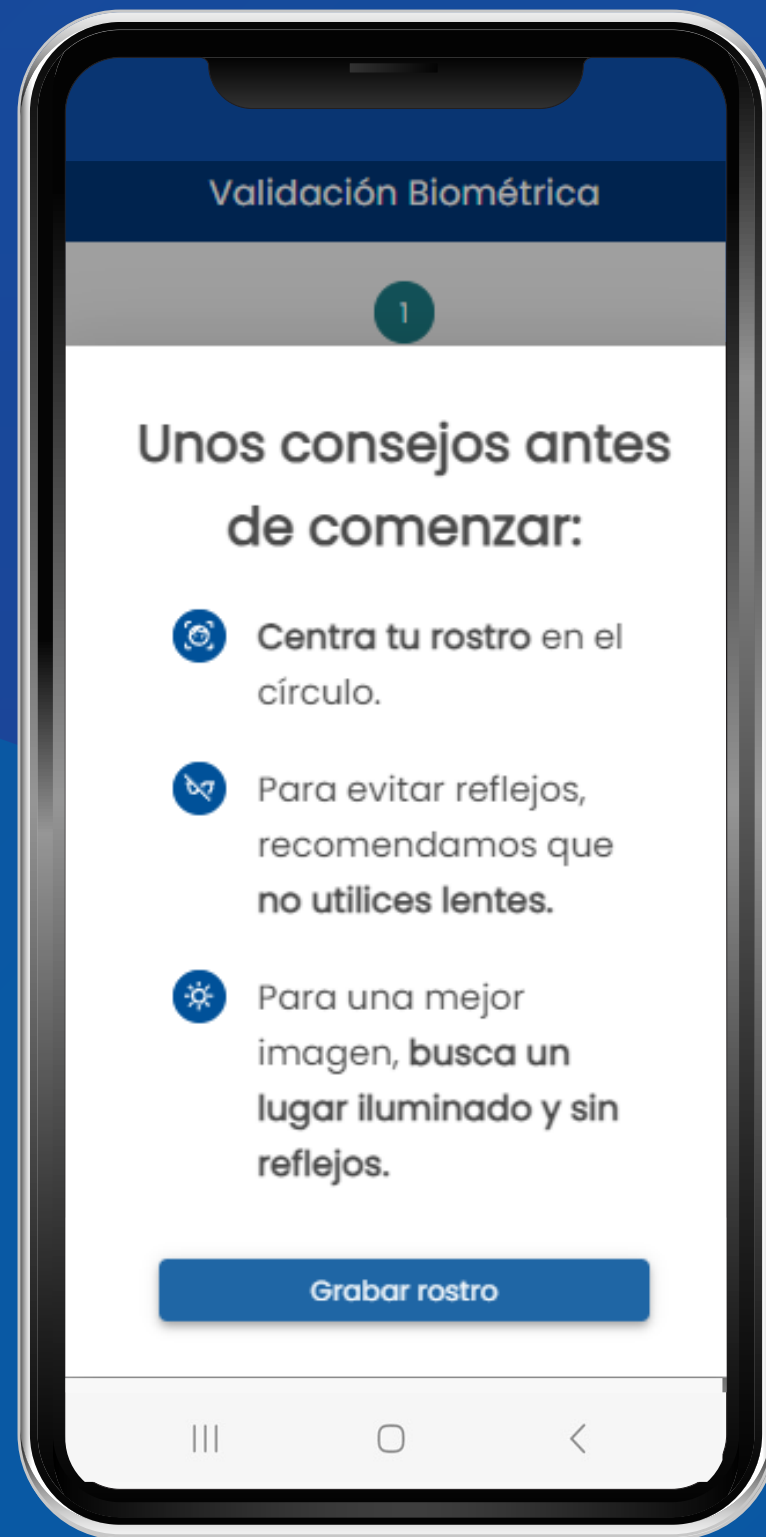 Validación Biométrica
1
Unos consejos antes
de comenzar:
Centra tu rostro en el
círculo.
Para evitar reflejos,
recomendamos que
no utilices lentes.
Para una mejor
imagen, busca un
lugar iluminado y sin
reflejos.
Grabar rostro